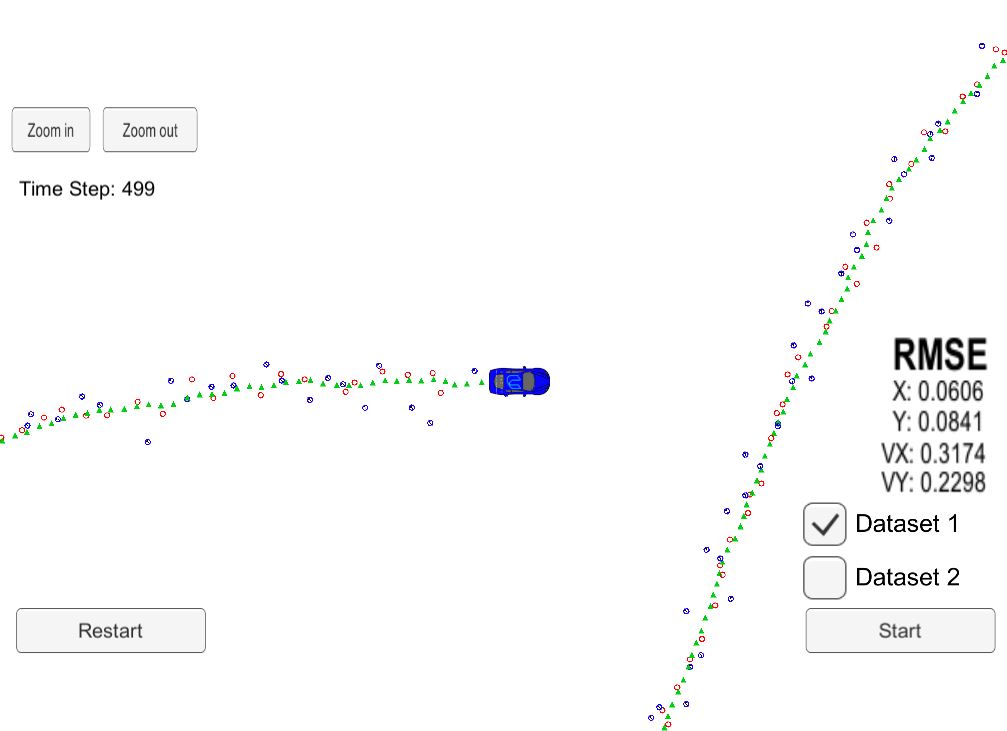 Zoom in
Zoom out
Time Step: 499
RMSE
X: 0.0606
Y: 0.0841
VX: 0.3174
VY: 0.2298
Dataset 1
Dataset 2
Restart
Start